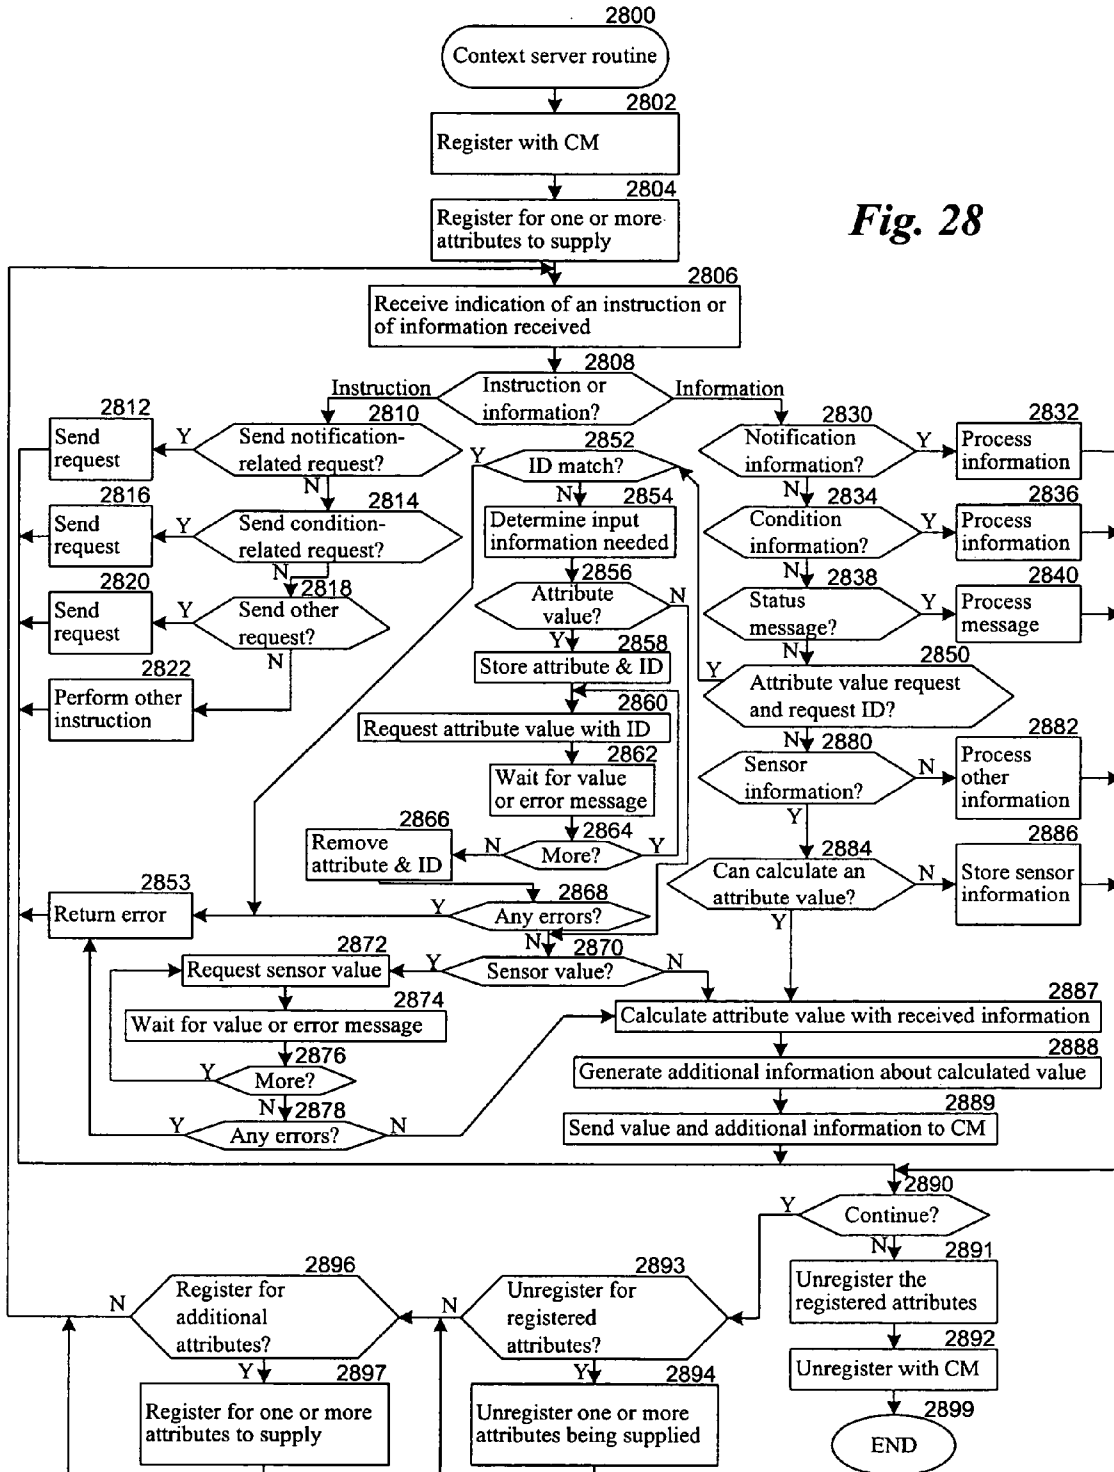 2800
Context server routine
2802
Register with CM
2804
Register for one or more
attributes to supply
Fig. 28
2806
Receive indication of an instruction or
of information received
2808
Instruction or
information?
Instruction
Information
2812
Send
request
Y
2810
Send notification-
related request?
N
2816
Send
request
Y
2814
Send condition-
related request?
N
2820
Send
request
Y
2818
Send other
request?
N
2822
Perform other
instruction
Y
2852
ID match?
N
2854
Determine input
information needed
2856
Attribute
value?
N
Y
2858
Store attribute & ID
2860
Request attribute value with ID
2862
Wait for value
or error message
2864
More?
Y
N
2866
Remove
attribute & ID
2868
Any errors?
Y
N
2853
Return error
2870
Sensor value?
Y
N
2872
Request sensor value
2874
Wait for value or error message
2876
More?
Y
N
2878
Any errors?
Y
N
2830
Notification
information?
Y
N
2832
Process
information
2834
Condition
information?
Y
N
2836
Process
information
2838
Status
message?
Y
N
2840
Process
message
2850
Attribute value request
and request ID?
Y
N
2880
Sensor
information?
N
Y
2882
Process
other
information
2884
Can calculate an
attribute value?
N
Y
2886
Store sensor
information
2887
Calculate attribute value with received information
2888
Generate additional information about calculated value
2889
Send value and additional information to CM
2890
Continue?
Y
N
2891
Unregister the
registered attributes
2892
Unregister with CM
2899
END
2893
Unregister for
registered
attributes?
N
Y
2894
Unregister one or more
attributes being supplied
2896
Register for
additional
attributes?
N
Y
2897
Register for one or more
attributes to supply